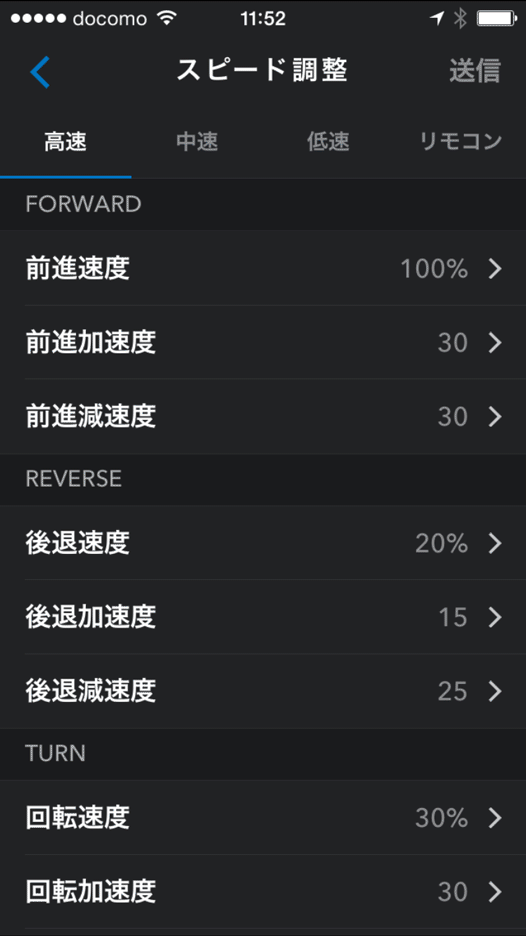 docomo 11:52
スピード調整 送信
高速 中速 低速 リモコン
FORWARD
前進速度 100%
前進加速度 30
前進減速度 30
REVERSE
後退速度 20%
後退加速度 15
後退減速度 25
TURN
回転速度 30%
回転加速度 30